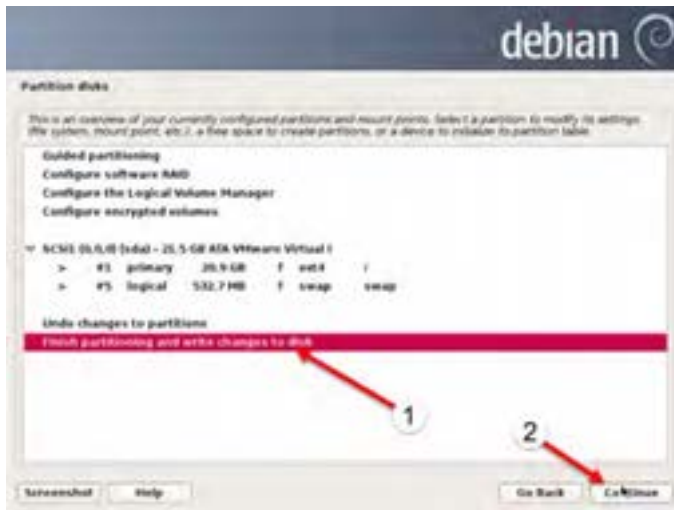 debian
Partition disks
This is an overview of your currently configured partitions and mount points. Select a partition to modify its settings
(file system, mount point, etc.), a free space to create partitions, or a device to initialize its partition table.
Guided partitioning
Configure software RAID
Configure the Logical Volume Manager
Configure encrypted volumes
SCSI1 (0,0,0) (sda) - 21.5 GB ATA VMware Virtual I
> #1 primary 20.9 GB f ext4 /
> #5 logical 532.7 MB f swap swap
Undo changes to partitions
Finish partitioning and write changes to disk
1
2
Screenshot Help Go Back Continue